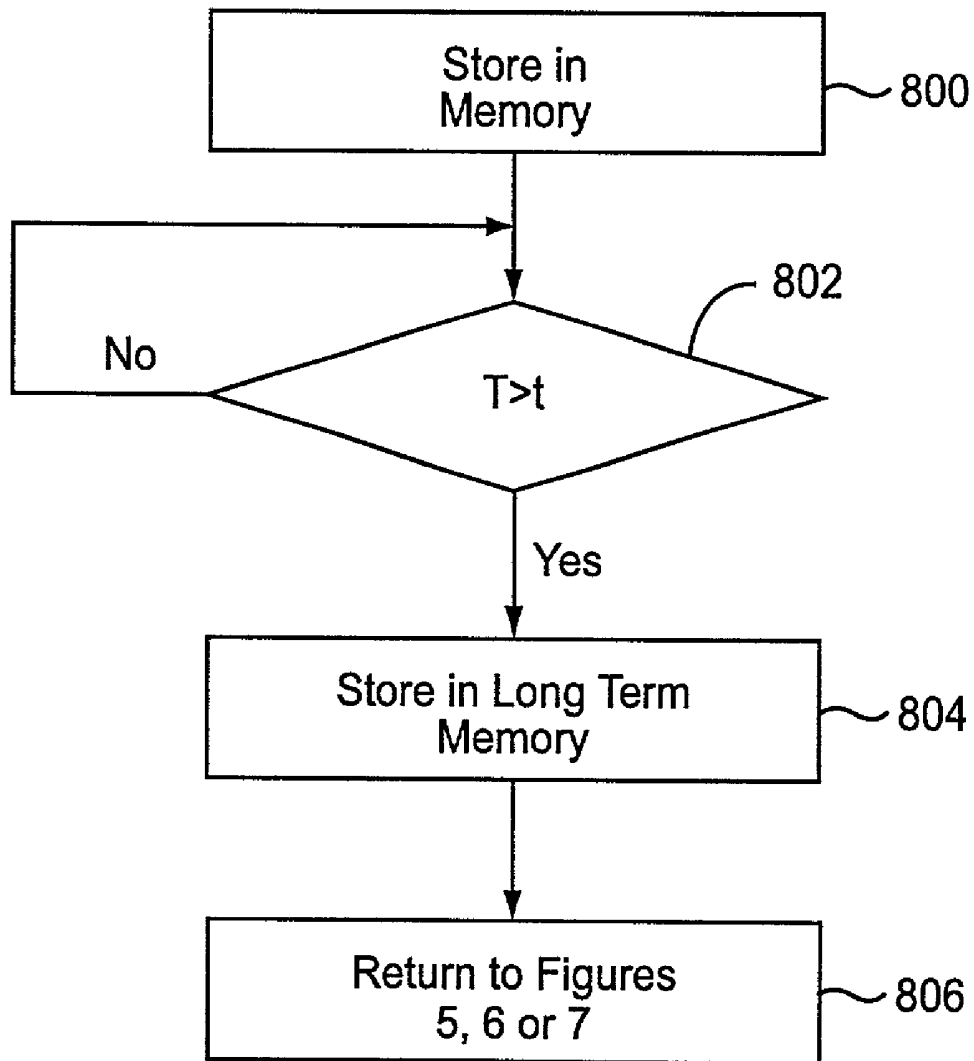 Store in
Memory
800
802
No
T>t
Yes
Store in Long Term
Memory
804
Return to Figures
5, 6 or 7
806